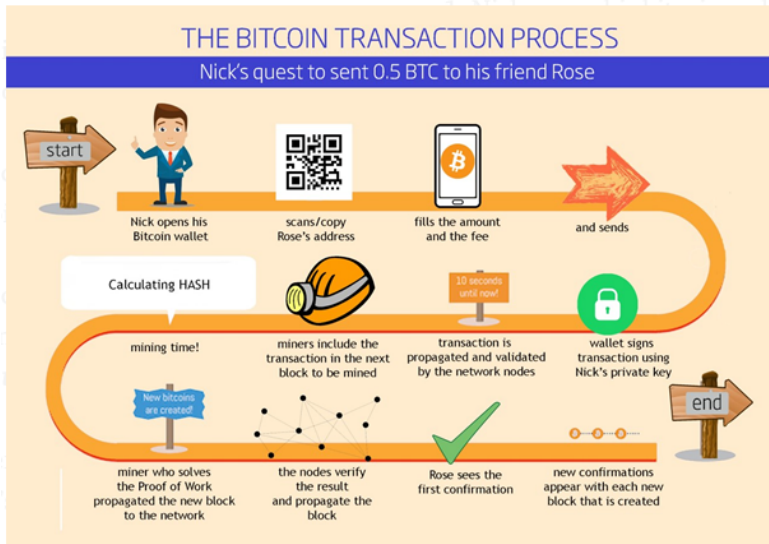 THE BITCOIN TRANSACTION PROCESS
Nick's quest to sent 0.5 BTC to his friend Rose
start
Nick opens his
Bitcoin wallet
scans/copy
Rose's address
fills the amount
and the fee
and sends
Calculating HASH
mining time!
miners include the
transaction in the next
block to be mined
10 seconds
until now!
transaction is
propagated and validated
by the network nodes
wallet signs
transaction using
Nick's private key
New bitcoins
are created!
miner who solves
the Proof of Work
propagated the new block
to the network
the nodes verify
the result
and propagate the
block
Rose sees the
first confirmation
new confirmations
appear with each new
block that is created
end